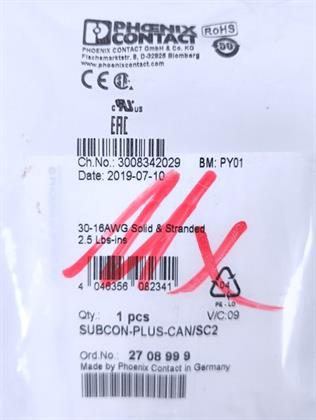 PHOENIX
CONTACT
RoHS
50
PHOENIX CONTACT GmbH & Co. KG
Flachsmarktstr. 8, D-32825 Blomberg
www.phoenixcontact.com
CE
c UL us
EAC
Ch.No.: 3008342029 BM: PY01
Date: 2019-07-10
30-16AWG Solid & Stranded
2.5 Lbs-ins
4 046356 082341
04
PE - LD
Qty.: 1 pcs V/C:09
SUBCON-PLUS-CAN/SC2
Ord.No.: 27 08 99 9
Made by Phoenix Contact in Germany